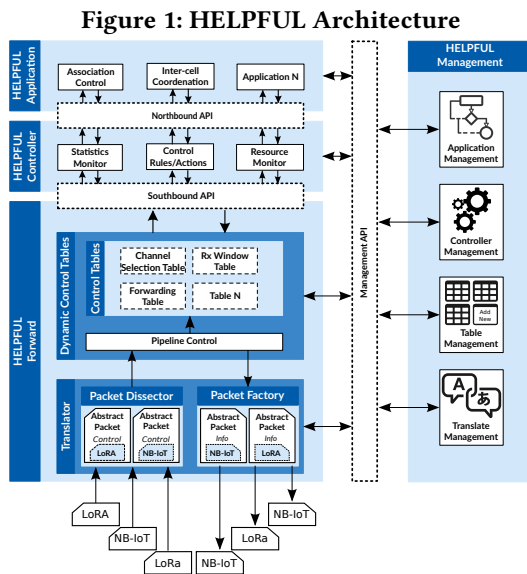 Figure 1: HELPFUL Architecture
HELPFUL
Application
Association
Control
Inter-cell
Coordenation
Application N
Northbound API
HELPFUL
Controller
Statistics
Monitor
Control
Rules/Actions
Resource
Monitor
Southbound API
HELPFUL
Forward
Dynamic Control Tables
Control Tables
Channel
Selection Table
Rx Window
Table
Forwarding
Table
Table N
Pipeline Control
Translator
Packet Dissector
Abstract
Packet
Control
LoRA
Abstract
Packet
Control
NB-IoT
Packet Factory
Abstract
Packet
Info
NB-IoT
Abstract
Packet
Info
LoRA
LoRA
NB-IoT
LoRa
NB-IoT
LoRa
NB-IoT
Management API
HELPFUL
Management
Application
Management
Controller
Management
Add
New
Table
Management
A
あ
Translate
Management